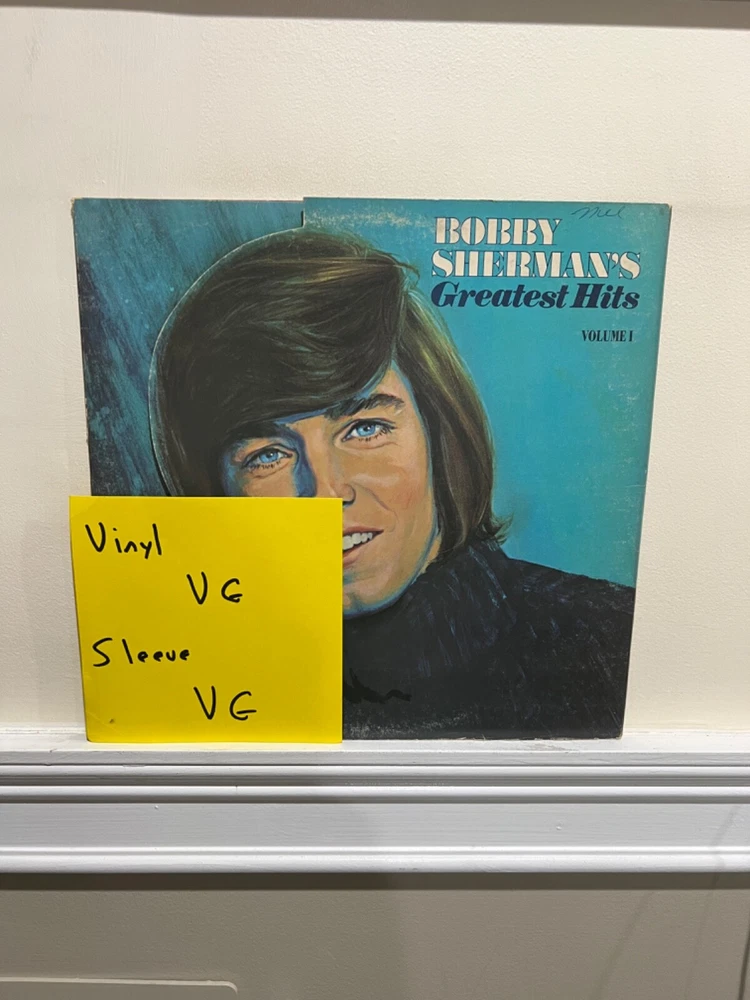 BOBBY
SHERMAN'S
Greatest Hits
VOLUME I
Vinyl
VG
Sleeve
VG